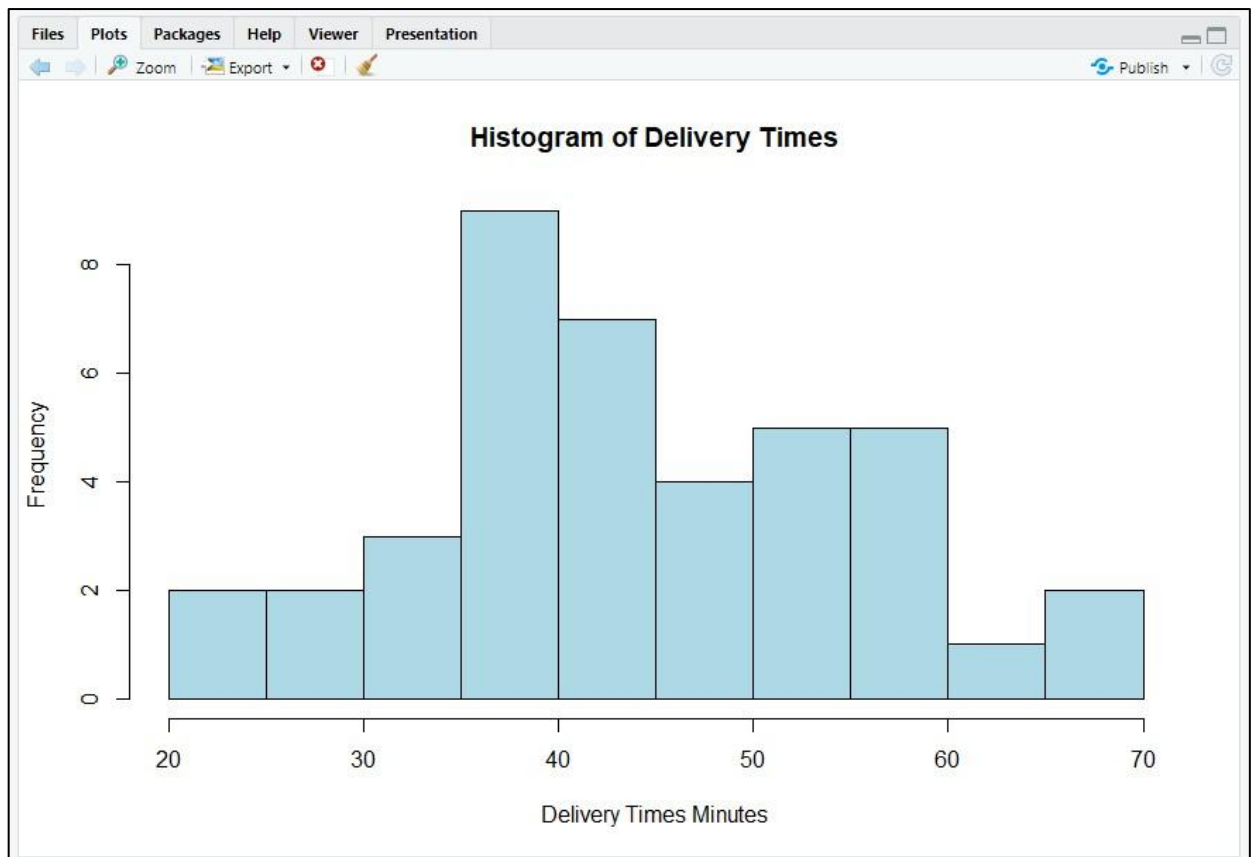 Files Plots Packages Help Viewer Presentation
Zoom Export Publish
Histogram of Delivery Times
8
6
4
2
0
Frequency
20 30 40 50 60 70
Delivery Times Minutes